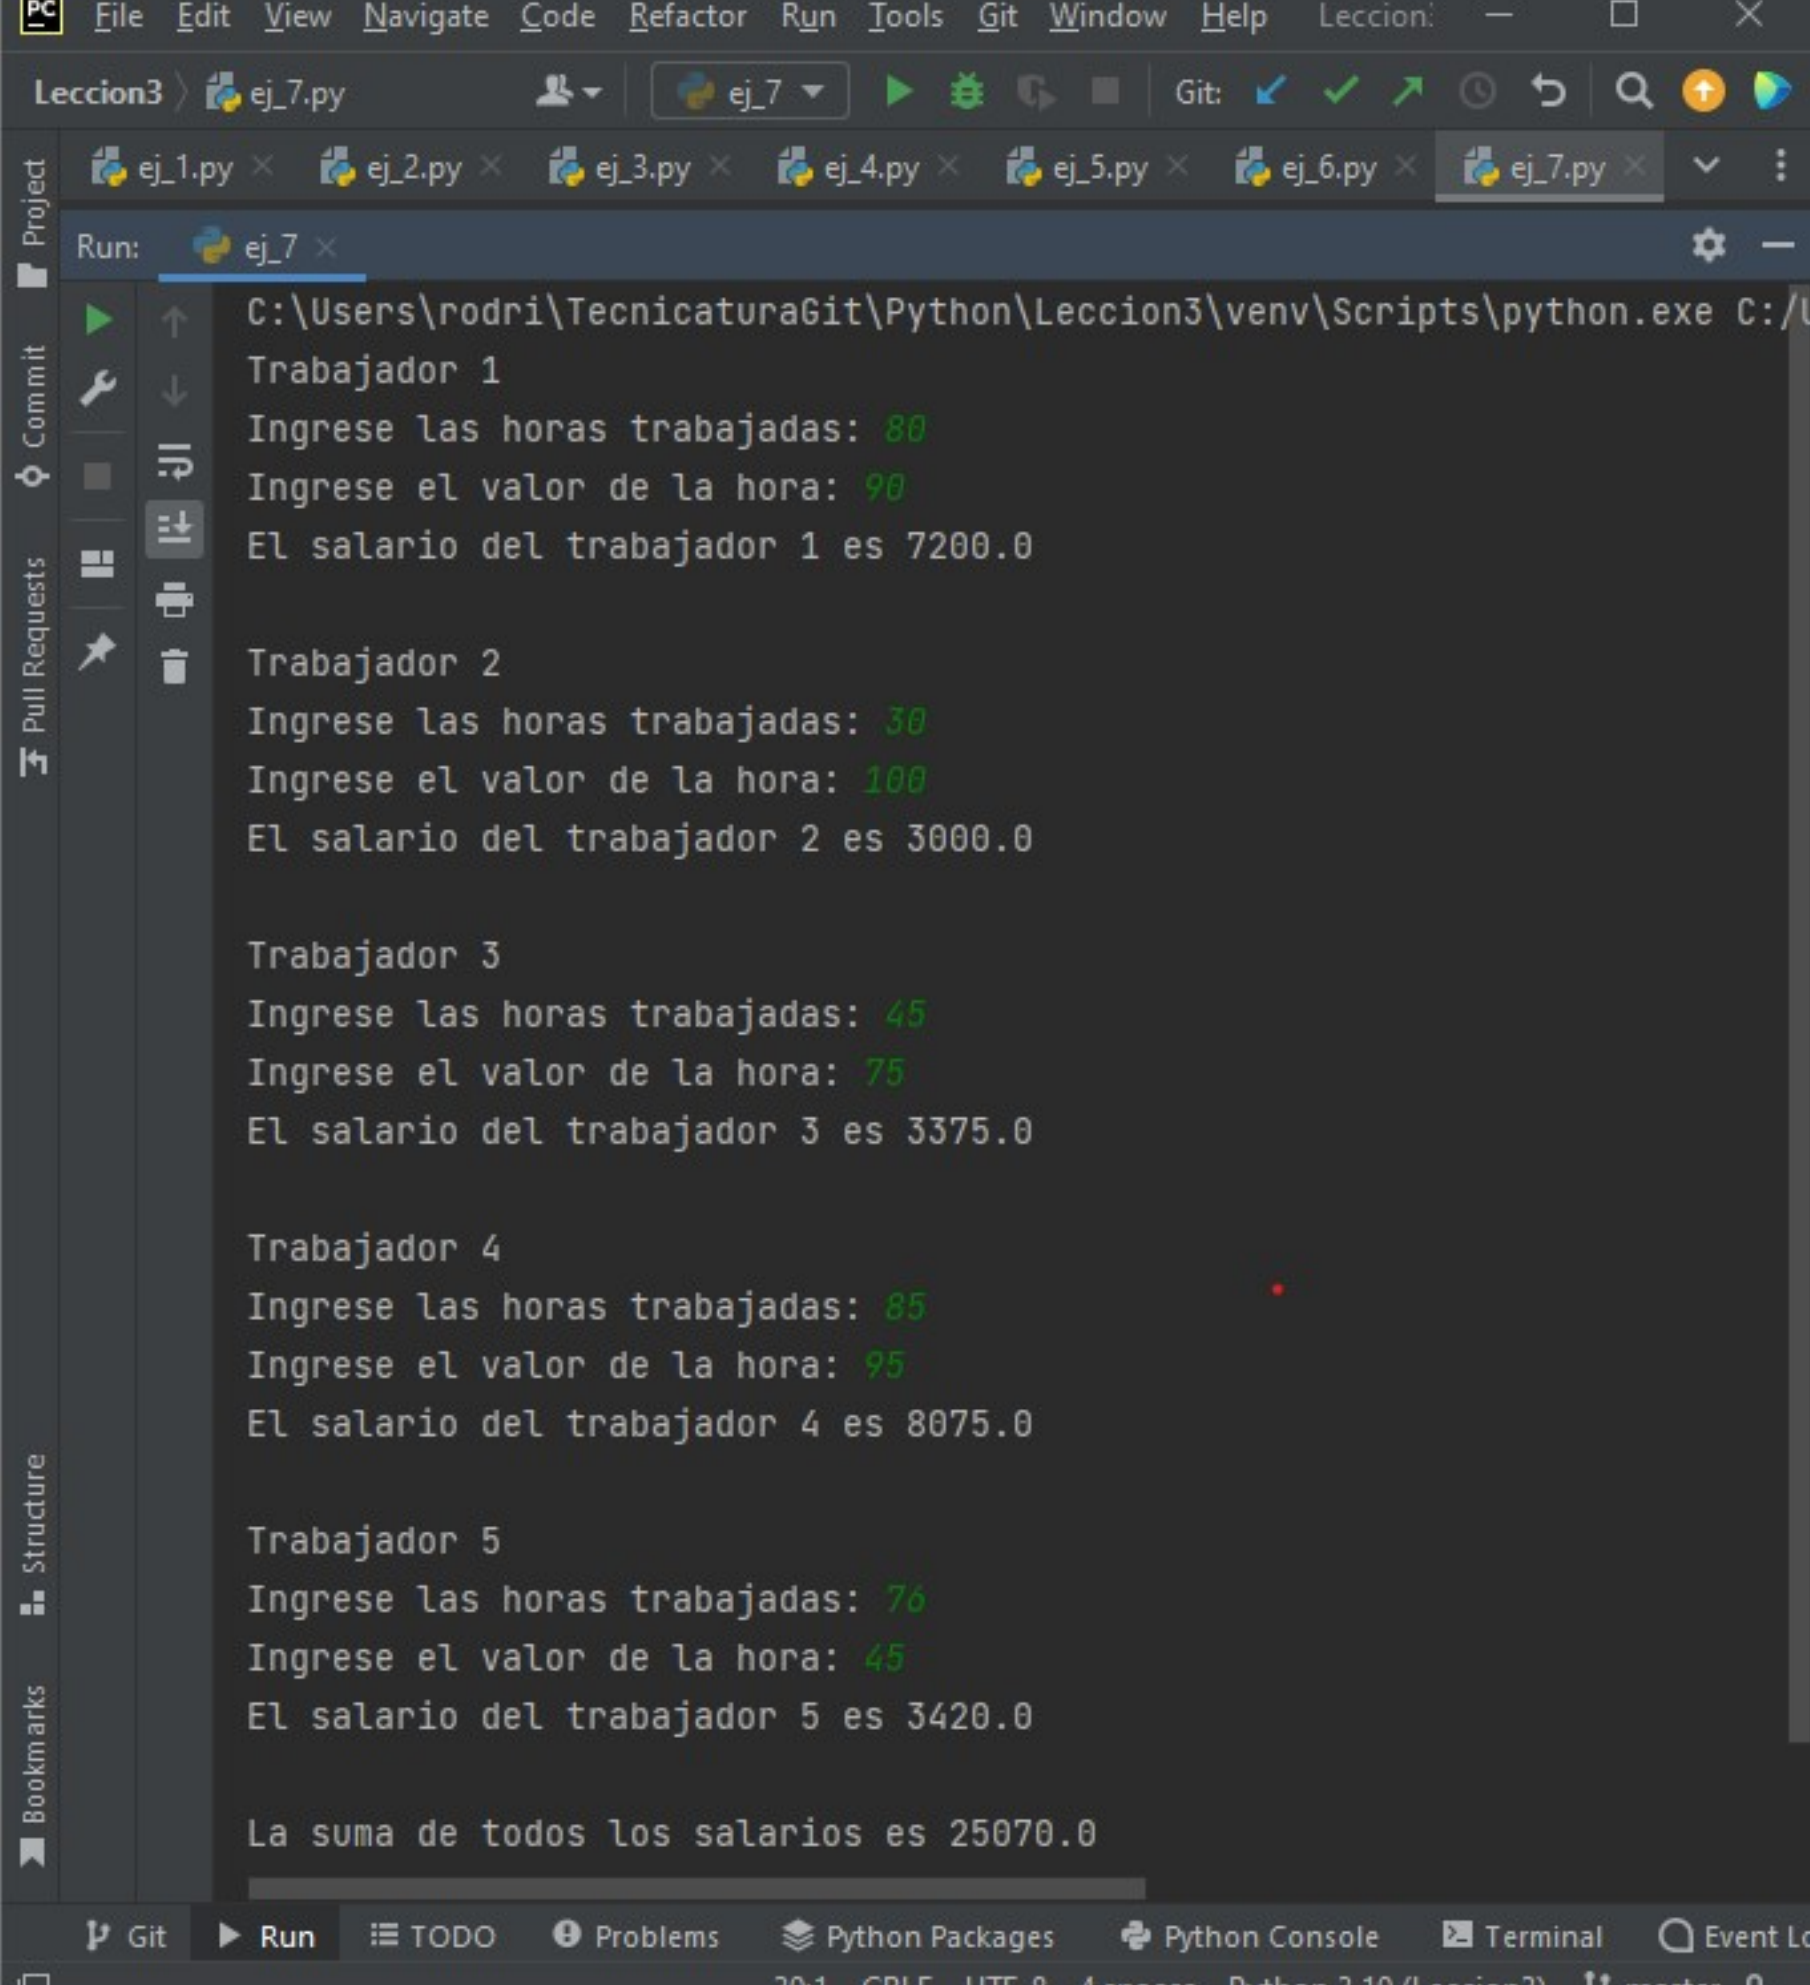 PC File Edit View Navigate Code Refactor Run Tools Git Window Help Leccion
Leccion3 ej_7.py ej_7 Git:
ej_1.py ej_2.py ej_3.py ej_4.py ej_5.py ej_6.py ej_7.py
Run: ej_7
Project
Commit
Pull Requests
Structure
Bookmarks
C:\Users\rodri\TecnicaturaGit\Python\Leccion3\venv\Scripts\python.exe C:/
Trabajador 1
Ingrese las horas trabajadas: 80
Ingrese el valor de la hora: 90
El salario del trabajador 1 es 7200.0
Trabajador 2
Ingrese las horas trabajadas: 30
Ingrese el valor de la hora: 100
El salario del trabajador 2 es 3000.0
Trabajador 3
Ingrese las horas trabajadas: 45
Ingrese el valor de la hora: 75
El salario del trabajador 3 es 3375.0
Trabajador 4
Ingrese las horas trabajadas: 85
Ingrese el valor de la hora: 95
El salario del trabajador 4 es 8075.0
Trabajador 5
Ingrese las horas trabajadas: 76
Ingrese el valor de la hora: 45
El salario del trabajador 5 es 3420.0
La suma de todos los salarios es 25070.0
Git Run TODO Problems Python Packages Python Console Terminal Event Lo